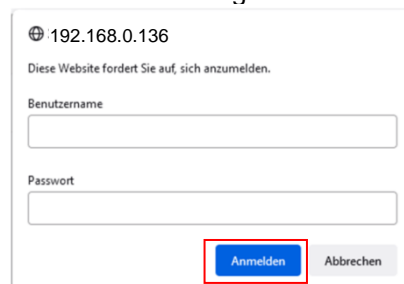 192.168.0.136
Diese Website fordert Sie auf, sich anzumelden.
Benutzername
Passwort
Anmelden Abbrechen